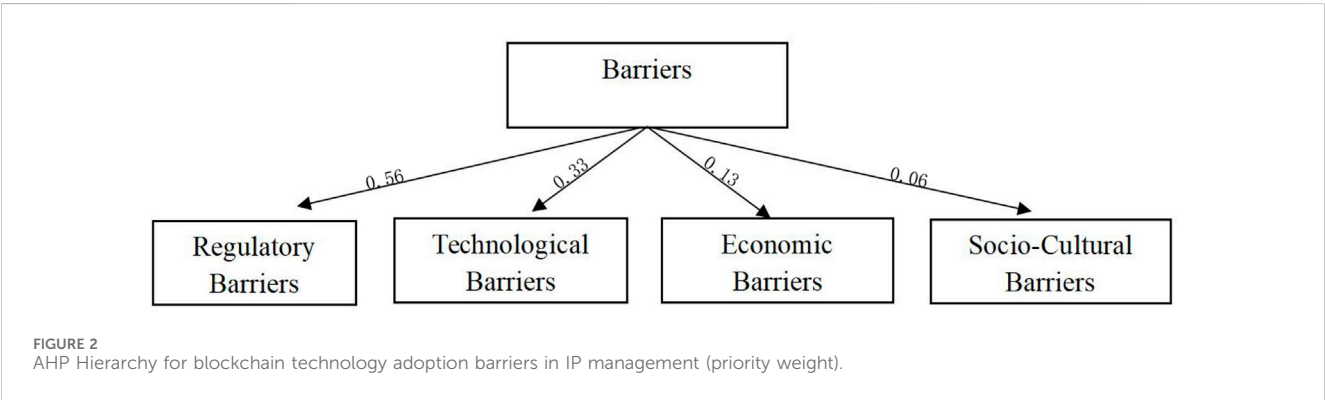 Barriers
0.56
0.33
0.13
0.06
Regulatory
Barriers
Technological
Barriers
Economic
Barriers
Socio-Cultural
Barriers
FIGURE 2
AHP Hierarchy for blockchain technology adoption barriers in IP management (priority weight).